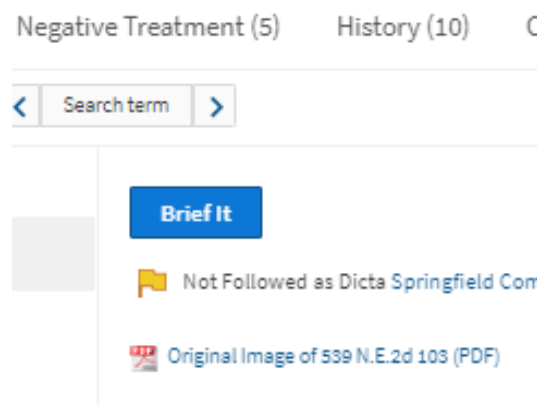 Negative Treatment (5) History (10) C
Search term
Brief It
Not Followed as Dicta Springfield Com
Original Image of 539 N.E.2d 103 (PDF)